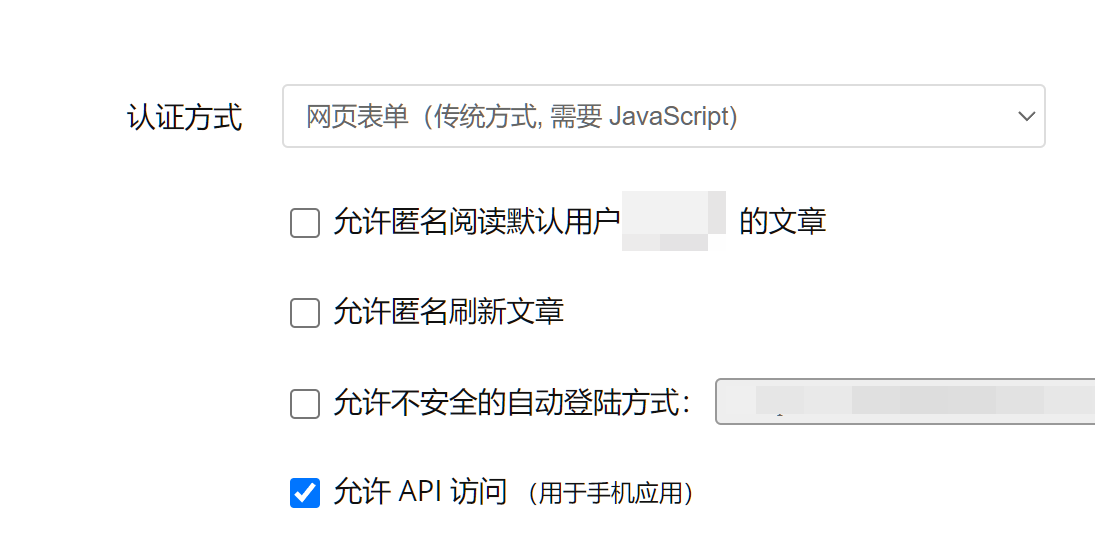 认证方式 网页表单（传统方式, 需要 JavaScript)
允许匿名阅读默认用户 的文章
允许匿名刷新文章
允许不安全的自动登陆方式：
允许 API 访问 （用于手机应用）